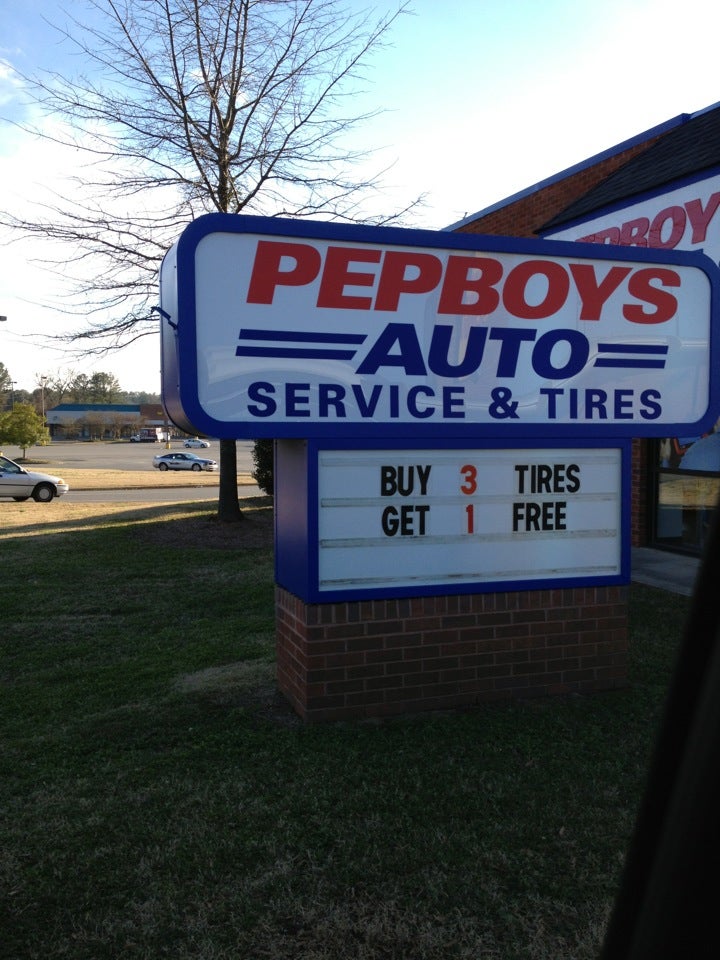 PEPBOYS
AUTO
SERVICE & TIRES
BUY 3 TIRES
GET 1 FREE